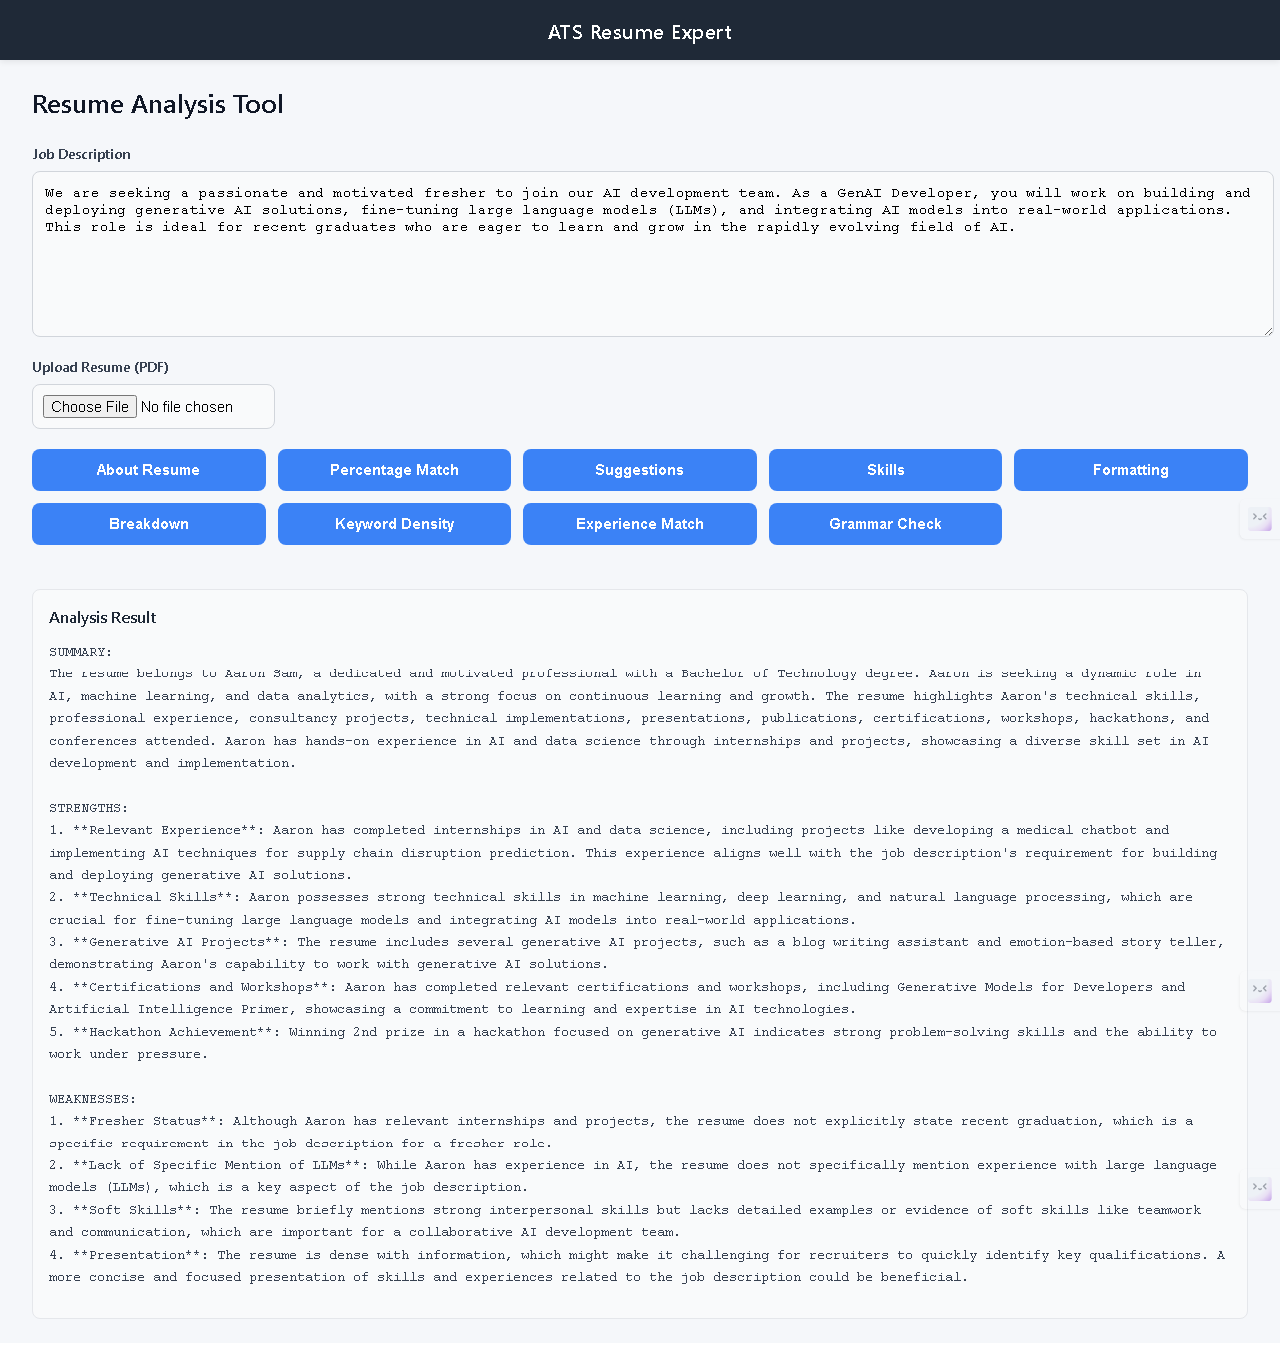 ATS Resume Expert
Resume Analysis Tool
Job Description
We are seeking a passionate and motivated fresher to join our AI development team. As a GenAI Developer, you will work on building and
deploying generative AI solutions, fine-tuning large language models (LLMs), and integrating AI models into real-world applications.
This role is ideal for recent graduates who are eager to learn and grow in the rapidly evolving field of AI.
Upload Resume (PDF)
Choose File No file chosen
About Resume Percentage Match Suggestions Skills Formatting
Breakdown Keyword Density Experience Match Grammar Check
Analysis Result
SUMMARY:
The resume belongs to Aaron Sam, a dedicated and motivated professional with a Bachelor of Technology degree. Aaron is seeking a dynamic role in
AI, machine learning, and data analytics, with a strong focus on continuous learning and growth. The resume highlights Aaron's technical skills,
professional experience, consultancy projects, technical implementations, presentations, publications, certifications, workshops, hackathons, and
conferences attended. Aaron has hands-on experience in AI and data science through internships and projects, showcasing a diverse skill set in AI
development and implementation.
STRENGTHS:
1. **Relevant Experience**: Aaron has completed internships in AI and data science, including projects like developing a medical chatbot and
implementing AI techniques for supply chain disruption prediction. This experience aligns well with the job description's requirement for building
and deploying generative AI solutions.
2. **Technical Skills**: Aaron possesses strong technical skills in machine learning, deep learning, and natural language processing, which are
crucial for fine-tuning large language models and integrating AI models into real-world applications.
3. **Generative AI Projects**: The resume includes several generative AI projects, such as a blog writing assistant and emotion-based story teller,
demonstrating Aaron's capability to work with generative AI solutions.
4. **Certifications and Workshops**: Aaron has completed relevant certifications and workshops, including Generative Models for Developers and
Artificial Intelligence Primer, showcasing a commitment to learning and expertise in AI technologies.
5. **Hackathon Achievement**: Winning 2nd prize in a hackathon focused on generative AI indicates strong problem-solving skills and the ability to
work under pressure.
WEAKNESSES:
1. **Fresher Status**: Although Aaron has relevant internships and projects, the resume does not explicitly state recent graduation, which is a
specific requirement in the job description for a fresher role.
2. **Lack of Specific Mention of LLMs**: While Aaron has experience in AI, the resume does not specifically mention experience with large language
models (LLMs), which is a key aspect of the job description.
3. **Soft Skills**: The resume briefly mentions strong interpersonal skills but lacks detailed examples or evidence of soft skills like teamwork
and communication, which are important for a collaborative AI development team.
4. **Presentation**: The resume is dense with information, which might make it challenging for recruiters to quickly identify key qualifications. A
more concise and focused presentation of skills and experiences related to the job description could be beneficial.